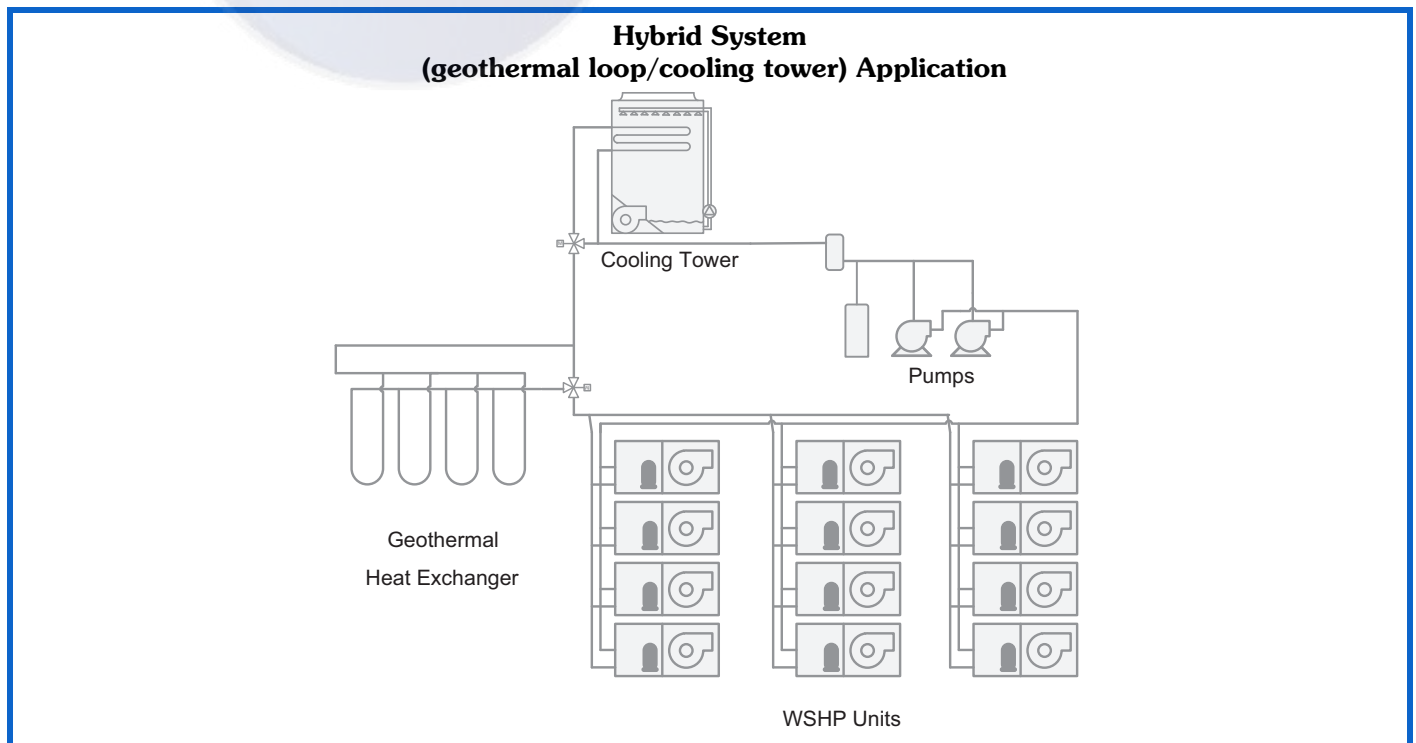 Hybrid System
(geothermal loop/cooling tower) Application
Cooling Tower
Pumps
Geothermal
Heat Exchanger
WSHP Units